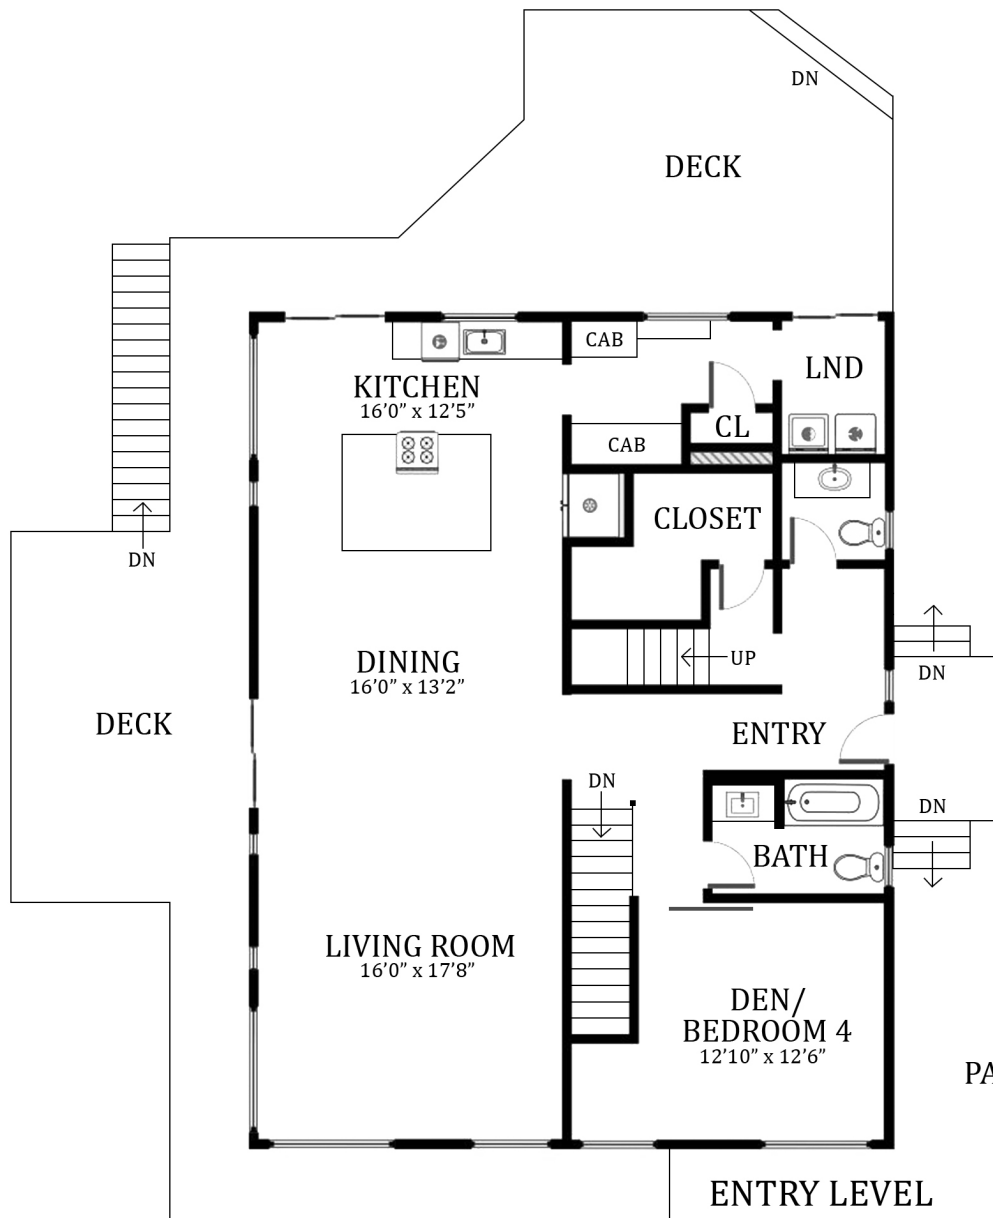 DN
DECK
CAB
LND
KITCHEN
16’0” x 12’5”
CL
CAB
CLOSET
DN
UP
DINING
16’0” x 13’2”
DN
DECK
ENTRY
DN
DN
BATH
LIVING ROOM
16’0” x 17’8”
DEN/
BEDROOM 4
12’10” x 12’6”
PA
ENTRY LEVEL